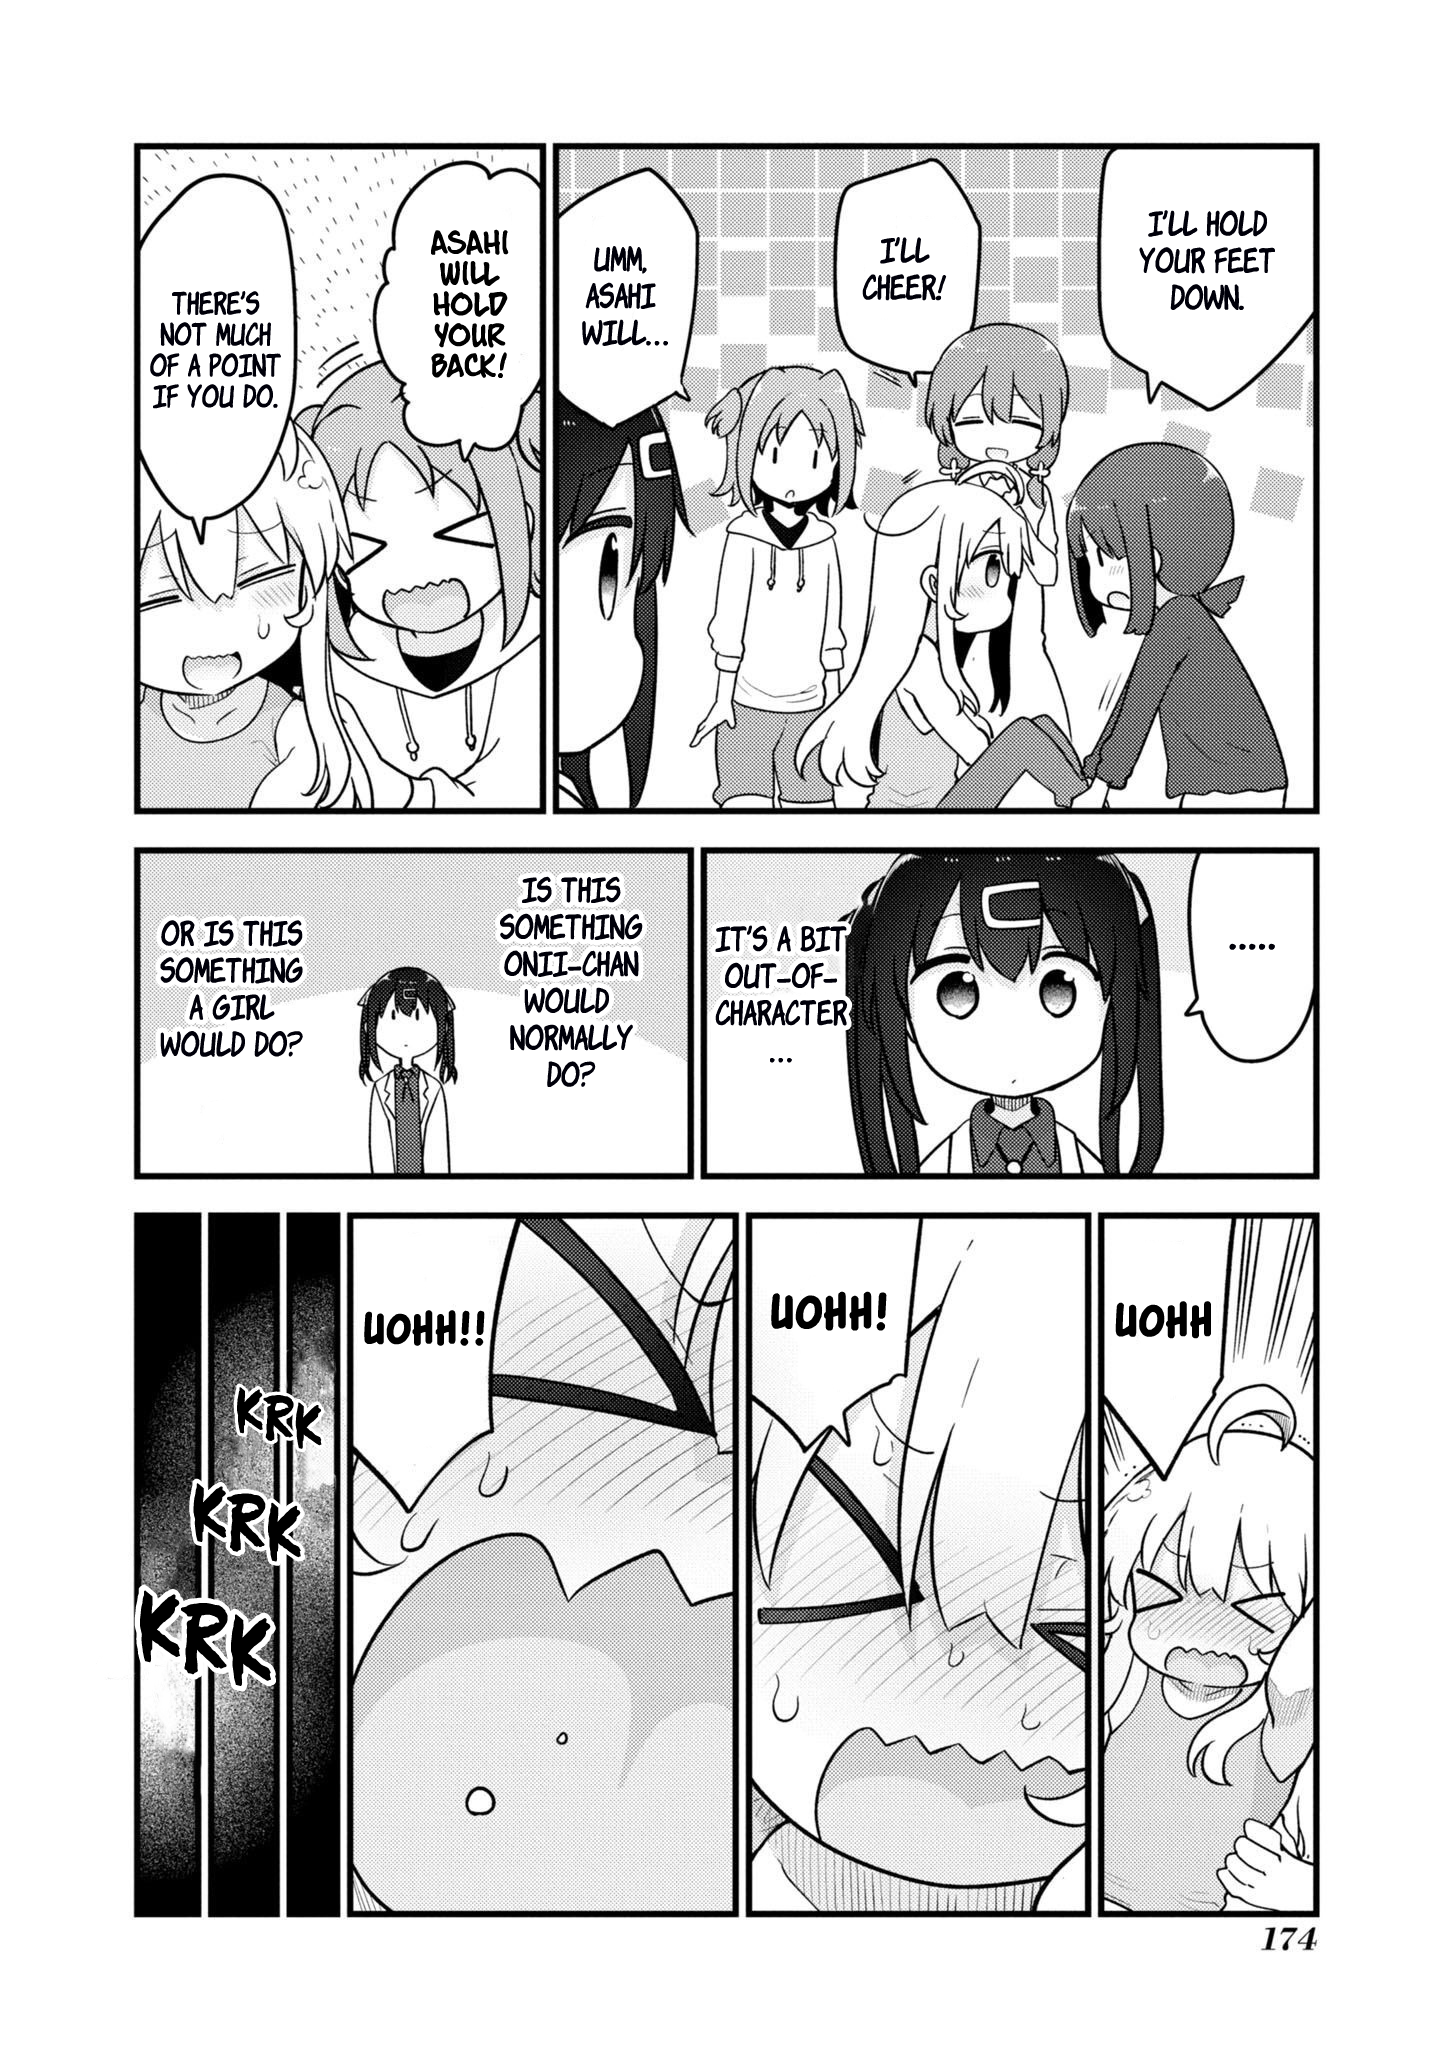 I'LL HOLD
YOUR FEET
DOWN.
I'LL
CHEER!
UMM,
ASAHI
WILL...
ASAHI
WILL
HOLD
YOUR
BACK!
THERE'S
NOT MUCH
OF A POINT
IF YOU DO.
.....
IT'S A BIT
OUT-OF-
CHARACTER
...
IS THIS
SOMETHING
ONII-CHAN
WOULD
NORMALLY
DO?
OR IS THIS
SOMETHING
A GIRL
WOULD DO?
UOHH
UOHH!
UOHH!!
KRK
KRK
KRK
174